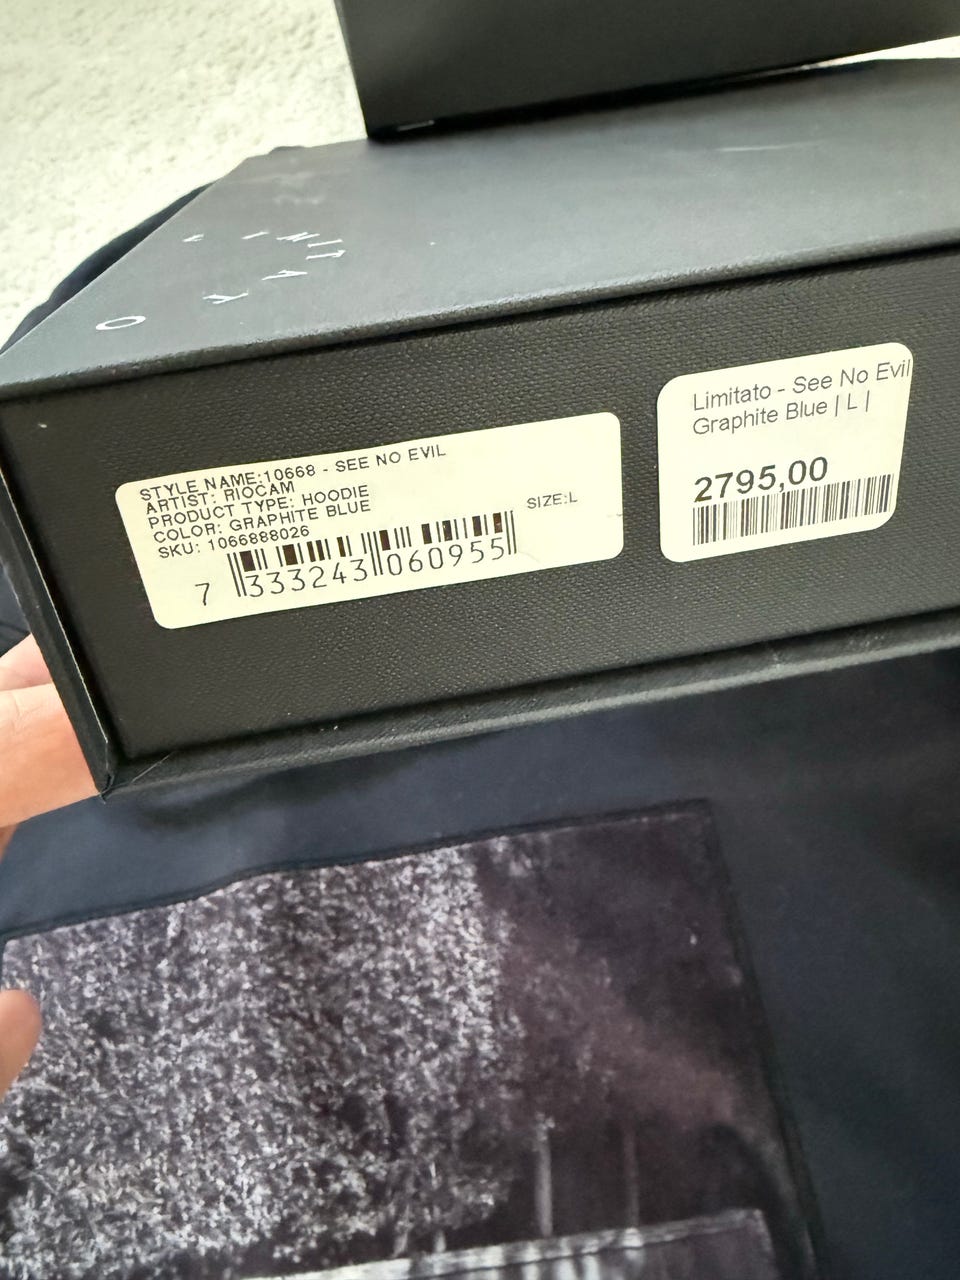 LIMITATO
STYLE NAME:10668 - SEE NO EVIL
ARTIST: RIOCAM
PRODUCT TYPE: HOODIE
COLOR: GRAPHITE BLUE
SIZE:L
SKU: 1066888026
7 333243 060955
Limitato - See No Evil
Graphite Blue | L |
2795,00